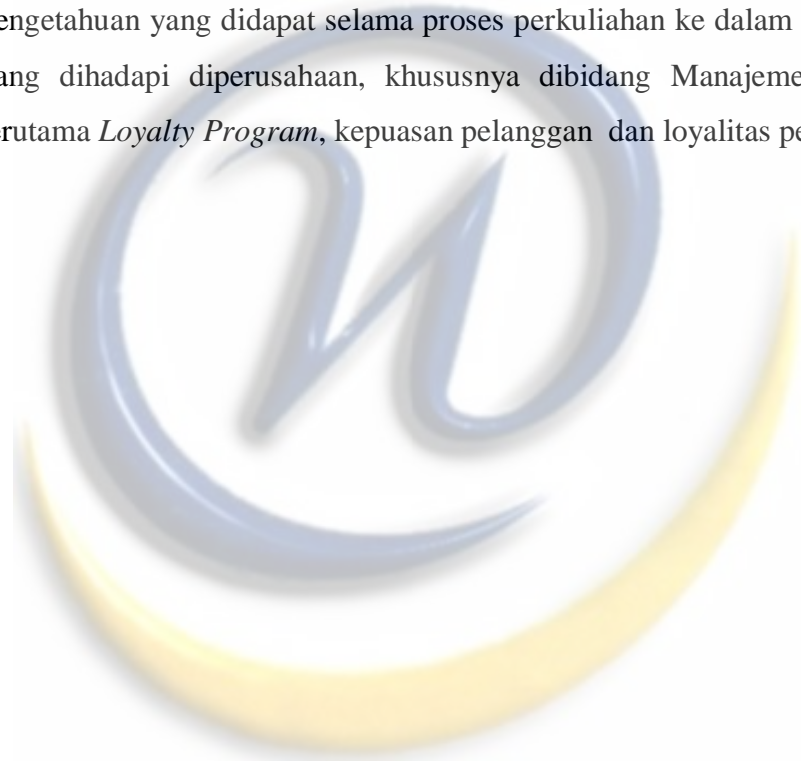 engetahuan yang didapat selama proses perkuliahan ke dalam
ang dihadapi diperusahaan, khususnya dibidang Manajeme
erutama Loyalty Program, kepuasan pelanggan dan loyalitas pe